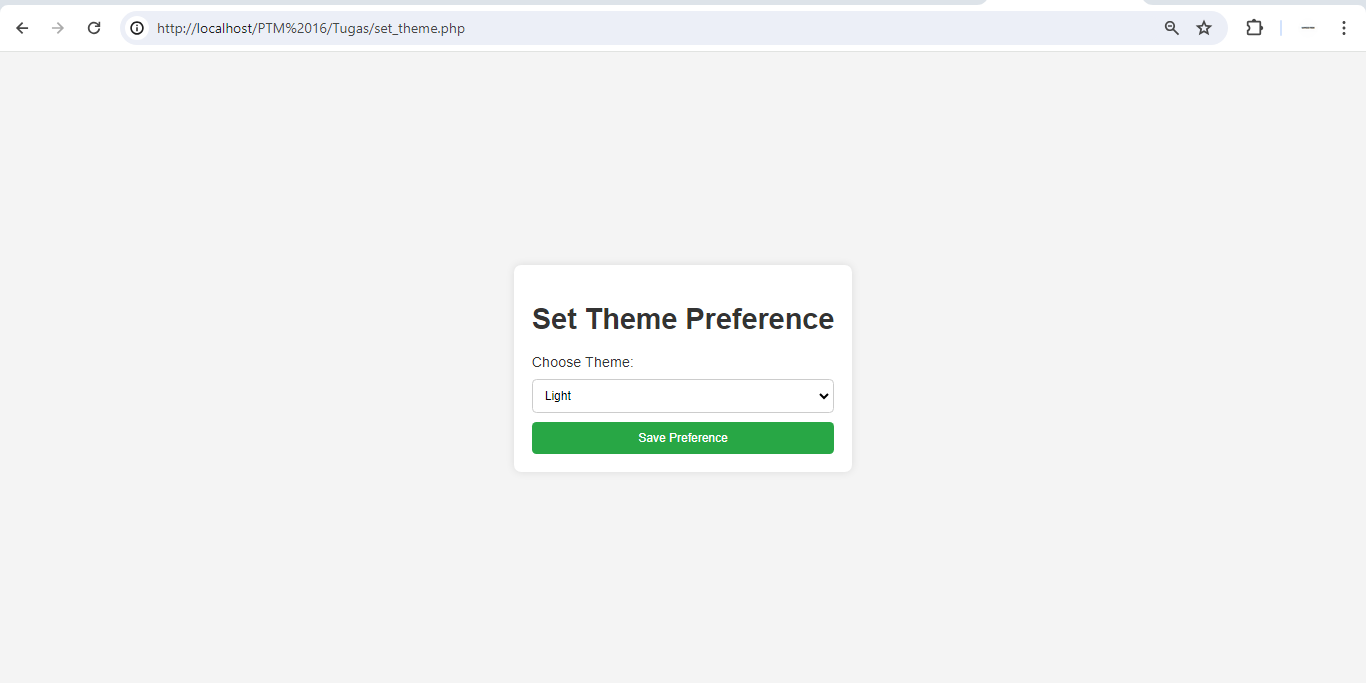 http://localhost/PTM%2016/Tugas/set_theme.php
Set Theme Preference
Choose Theme:
Light
Save Preference